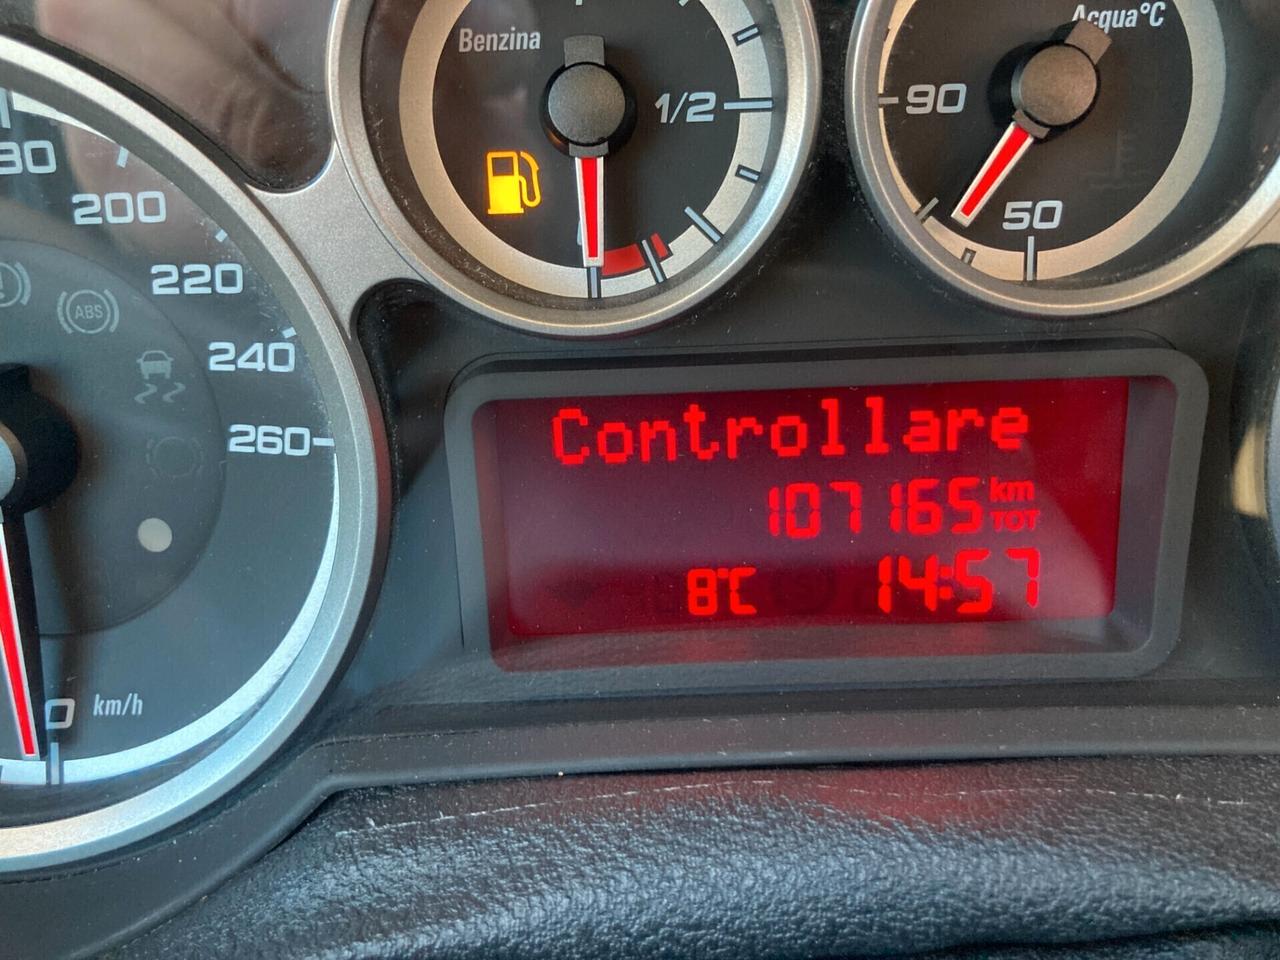 Benzina
1/2
Acqua°C
90
50
200
220
ABS
240
260
0 km/h
Controllare
107165 km TOT
8°C 14:57